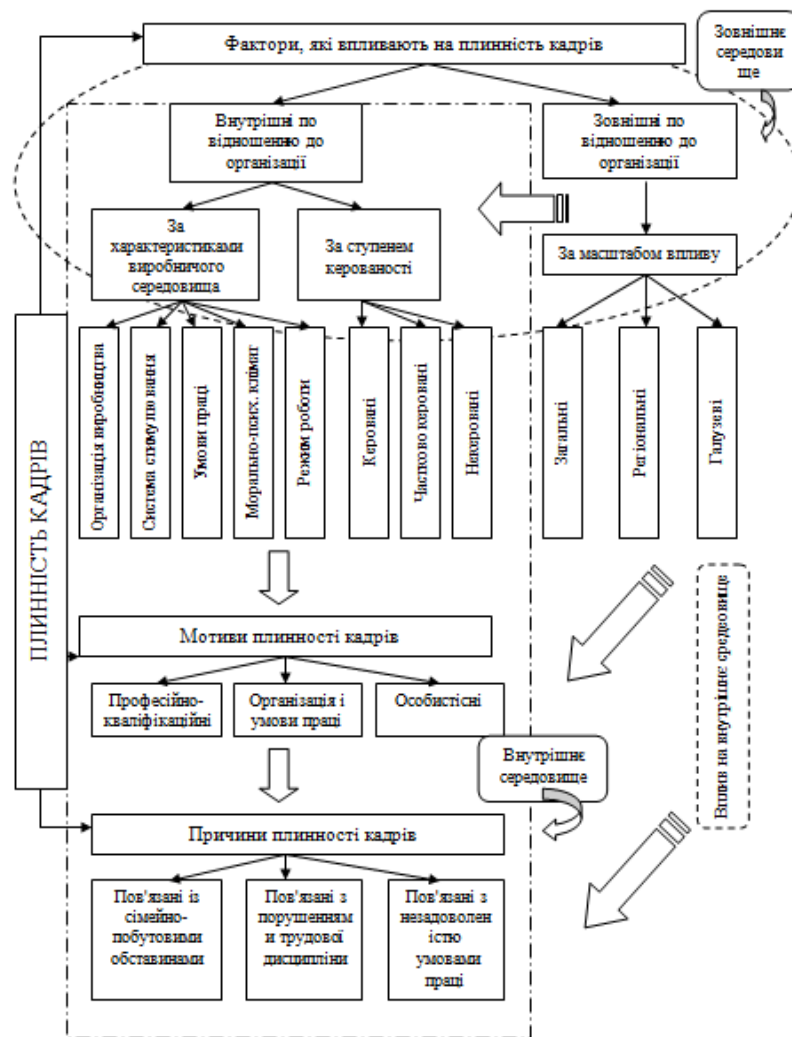 Фактори, які впливають на плинність кадрів
Зовнішнє
середови
ще
Внутрішні по
відношенню до
організації
Зовнішні по
відношенню до
організації
За
характеристиками
виробничого
середовища
За ступенем
керованості
За масштабом впливу
ПЛИННІСТЬ КАДРІВ
Організація виробництва
Система стимулювання
Умови праці
Морально-псих. клімат
Режим роботи
Керовані
Частково керовані
Некеровані
Загальні
Регіональні
Галузеві
Мотиви плинності кадрів
Професійно-
кваліфікаційні
Організація і
умови праці
Особистісні
Внутрішнє
середовище
Вплив на внутрішнє средеовище
Причини плинності кадрів
Пов'язані із
сімейно-
побутовими
обставинами
Пов'язані з
порушенням
и трудової
дисципліни
Пов'язані з
незадоволен
істю
умовами
праці